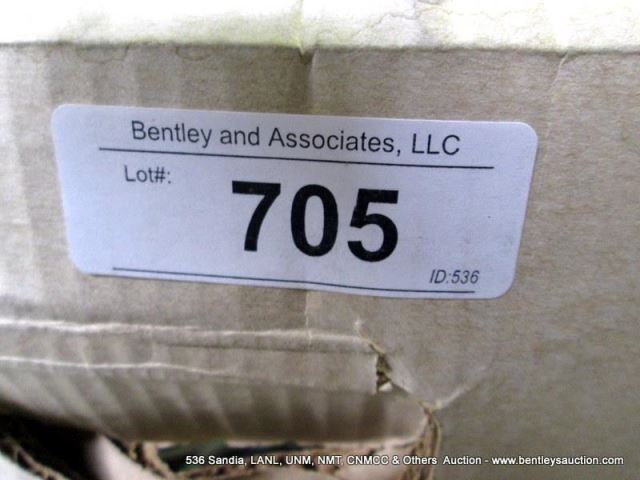 Bentley and Associates, LLC
Lot#:
705
ID:536
536 Sandia, LANL, UNM, NMT, CNMCC & Others Auction - www.bentleysauction.com